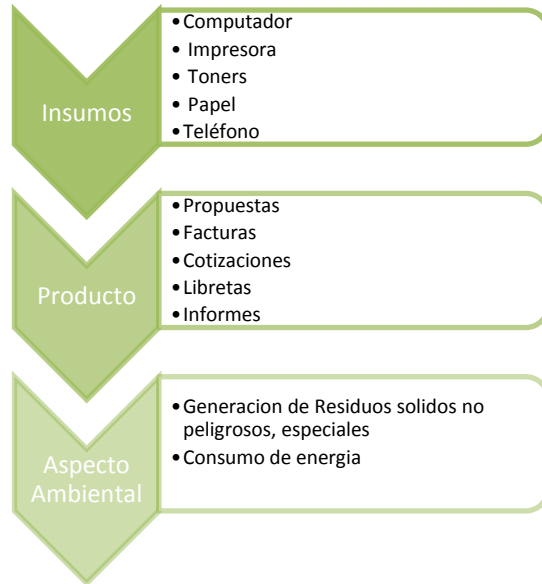 Insumos
•Computador
• Impresora
• Toners
• Papel
•Teléfono
Producto
•Propuestas
•Facturas
•Cotizaciones
•Libretas
•Informes
Aspecto
Ambiental
•Generacion de Residuos solidos no
peligrosos, especiales
•Consumo de energia